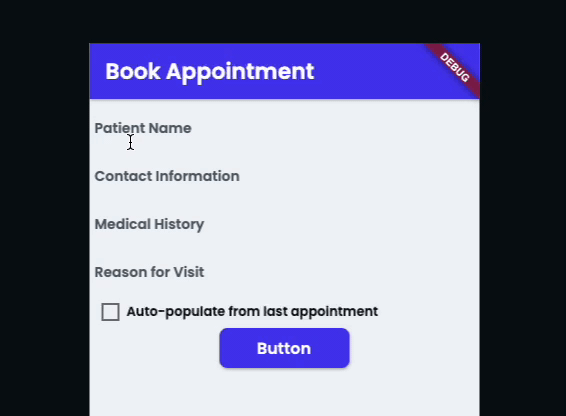 Book Appointment
DEBUG
Patient Name
Contact Information
Medical History
Reason for Visit
Auto-populate from last appointment
Button